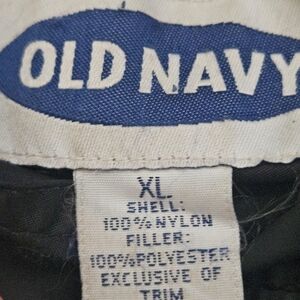 OLD NAVY
XL
SHELL:
100%NYLON
FILLER:
100%POLYESTER
EXCLUSIVE OF
TRIM